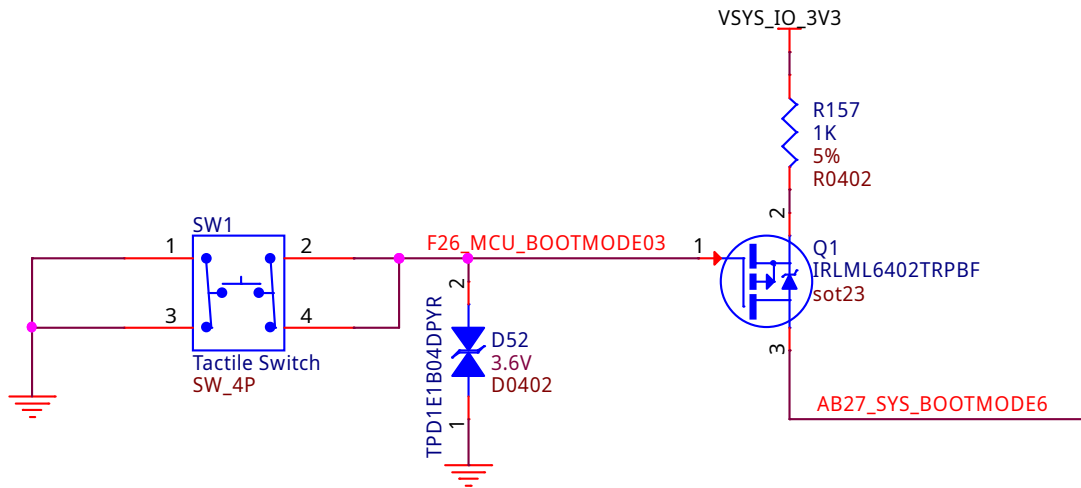 VSYS_IO_3V3
R157
1K
5%
R0402
2
SW1
1
2
F26_MCU_BOOTMODE03
1
Q1
IRLML6402TRPBF
sot23
2
3
4
TPD1E1B04DPYR
D52
3.6V
D0402
3
Tactile Switch
SW_4P
1
AB27_SYS_BOOTMODE6